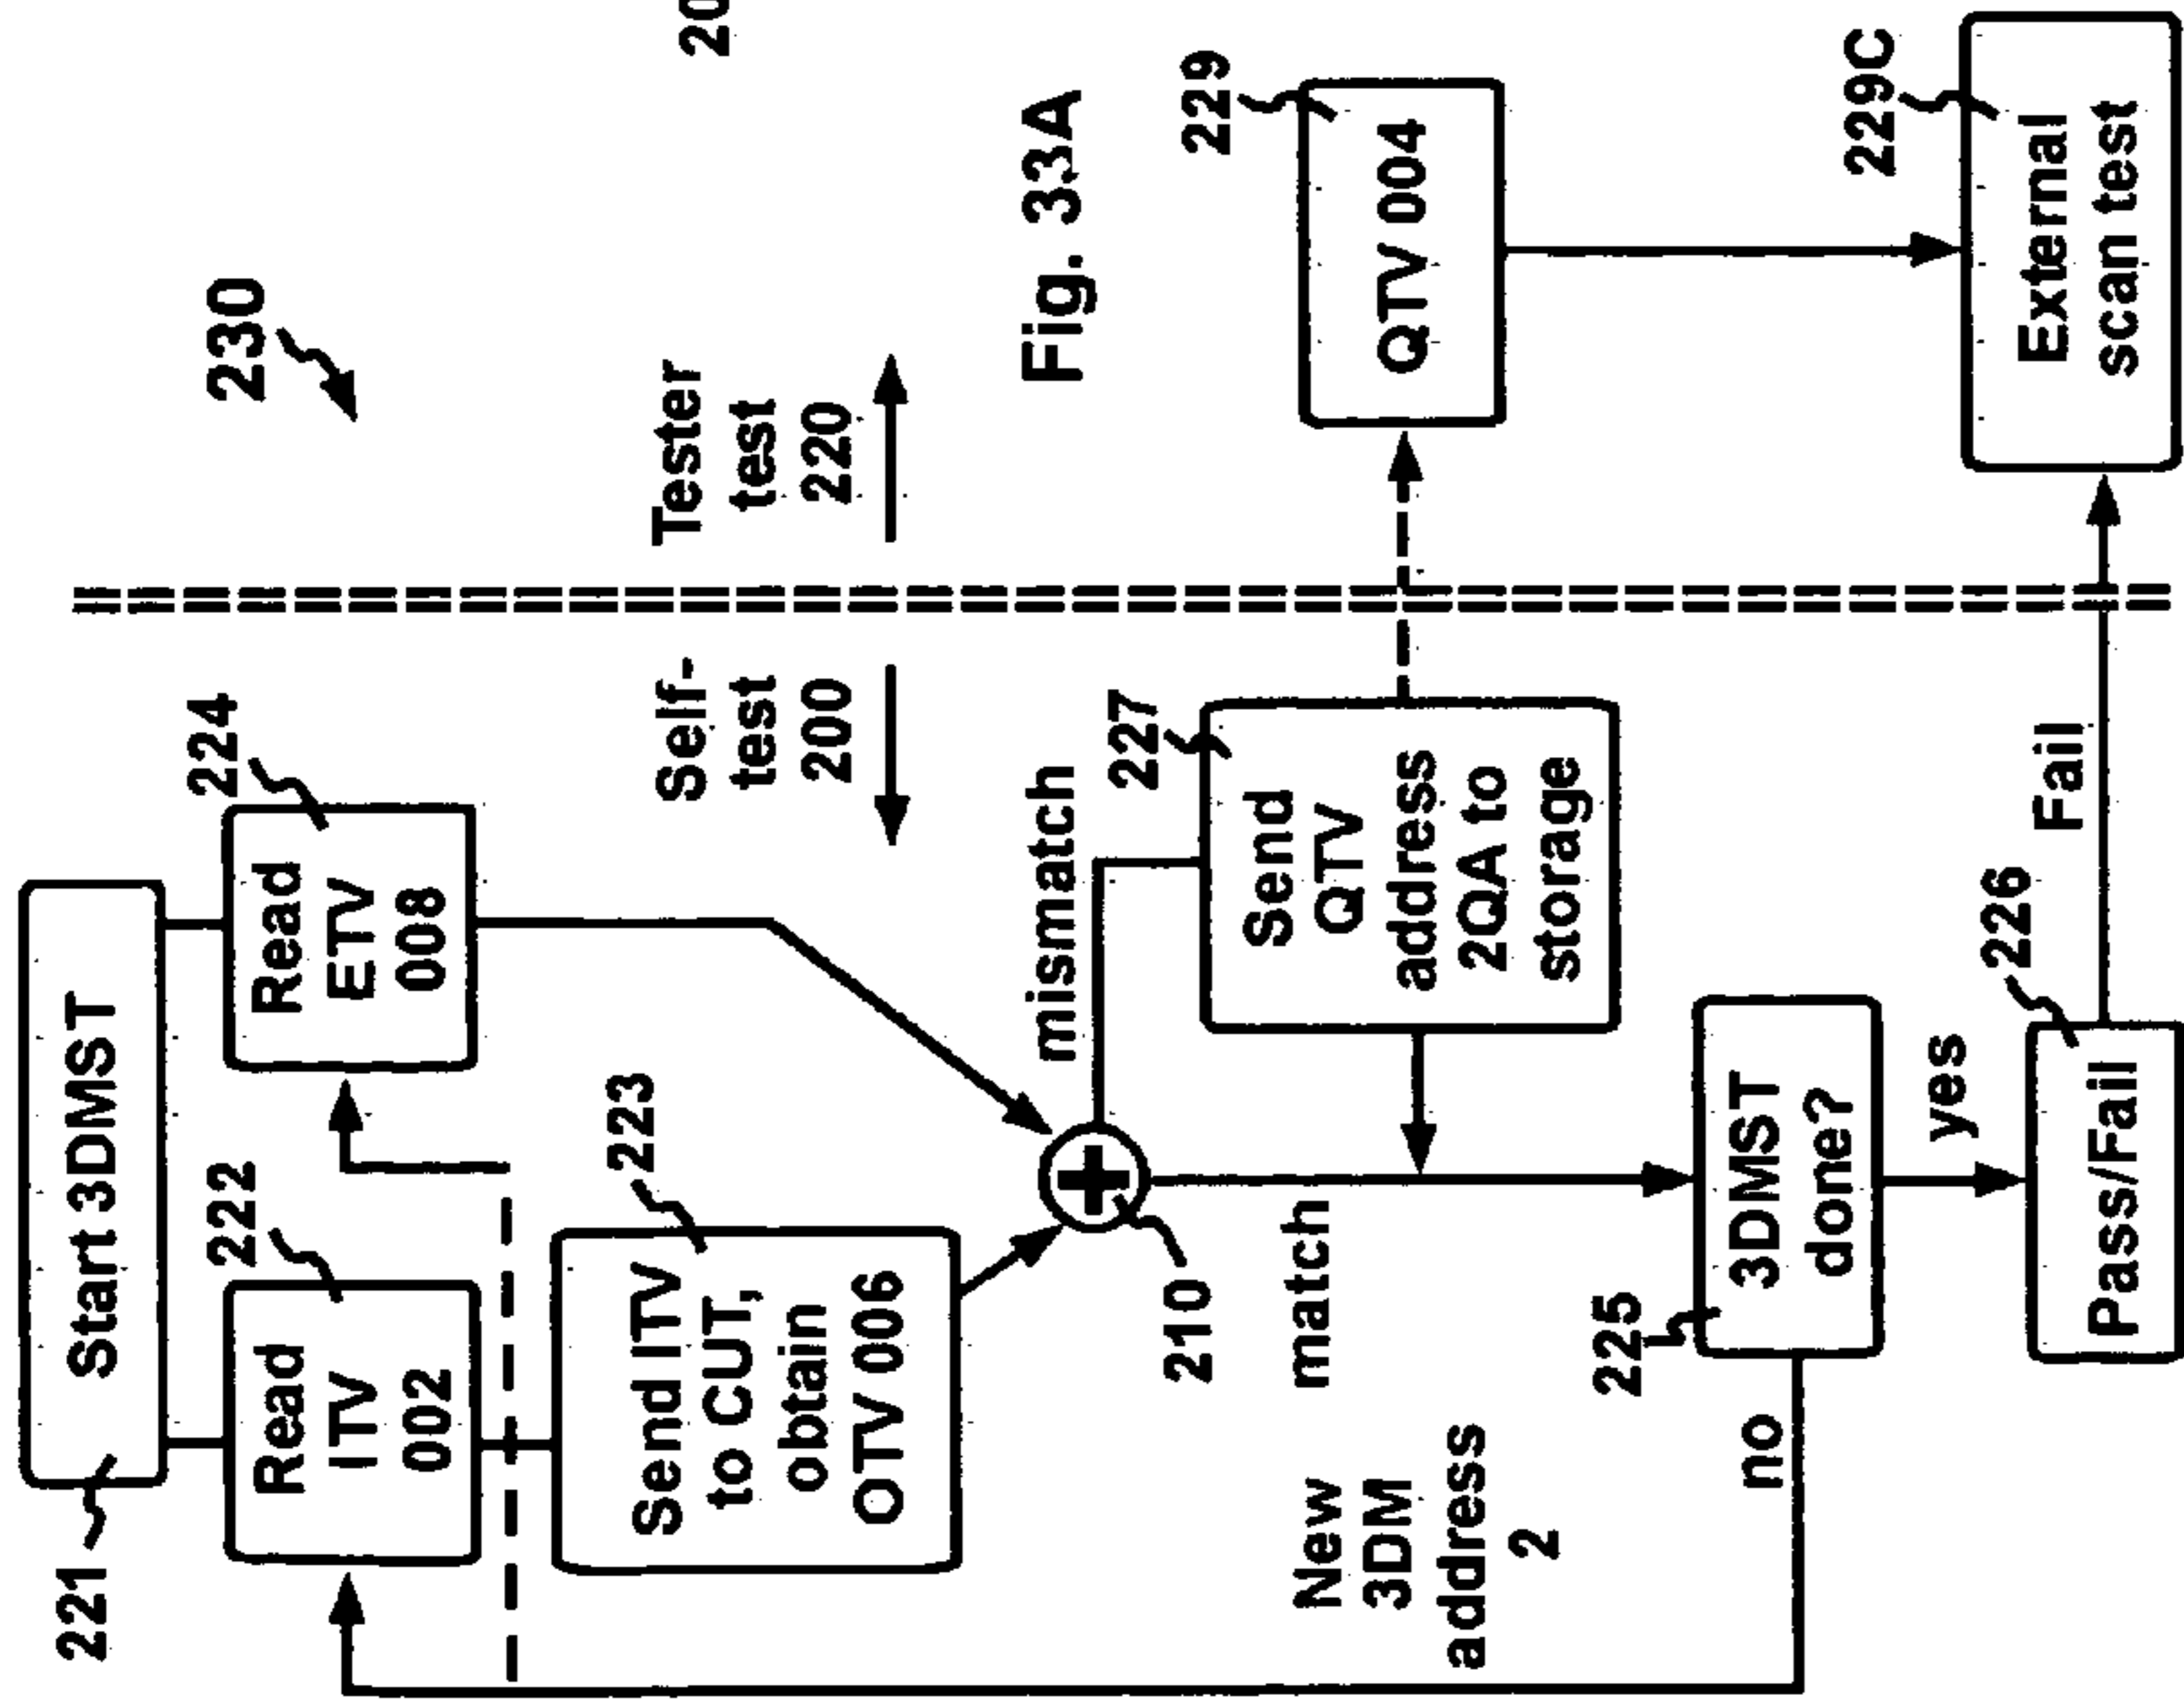 230
221
Start 3DMST
222
Read
ITV
002
224
Read
ETV
008
223
Send ITV
to CUT,
obtain
OTV 006
Self-
test
200
Tester
test
220
210
mismatch
match
227
Send
QTV
address
2QA to
storage
Fig. 33A
229
QTV 004
New
3DM
address
2
225
3DMST
done?
no
yes
226
Pass/Fail
Fail
229C
External
scan test